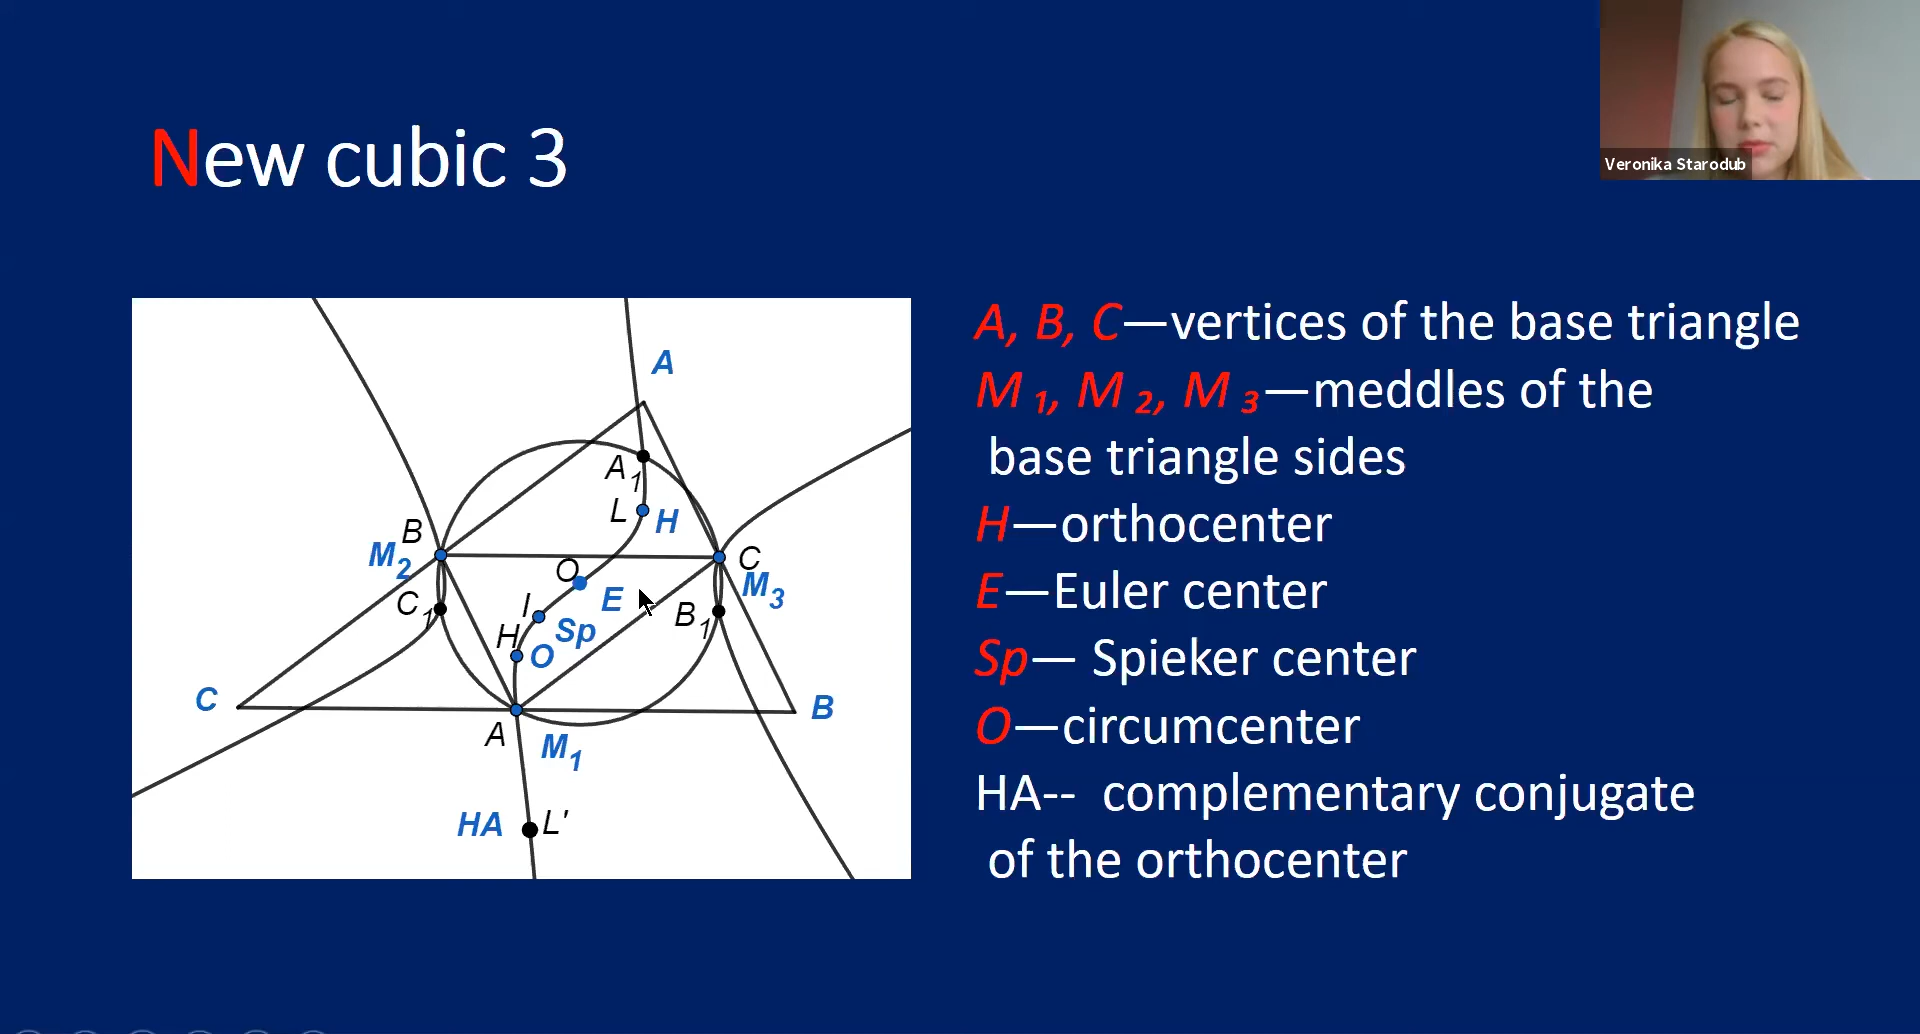 Veronika Starodub
New cubic 3
A, B, C—vertices of the base triangle
M ₁, M ₂, M ₃—meddles of the
base triangle sides
H—orthocenter
E—Euler center
Sp— Spieker center
O—circumcenter
HA-- complementary conjugate
of the orthocenter
A
A₁
L H
B
M₂
C
M₃
O
E
C₁
I
B₁
Sp
H
O
C
B
A
M₁
HA L'